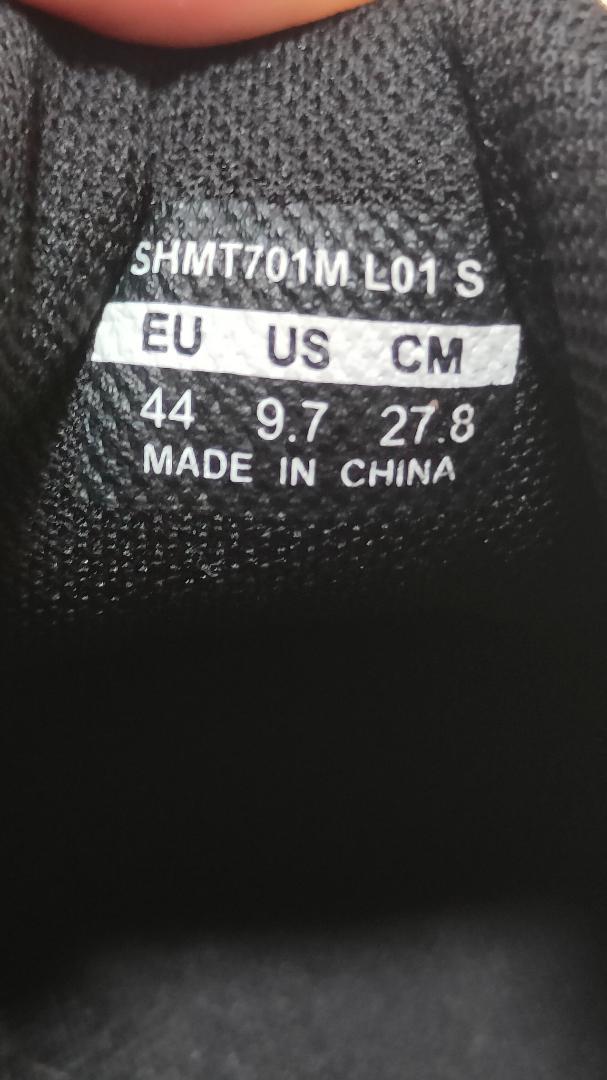 SHMT701M L01 S
EU US CM
44 9.7 27.8
MADE IN CHINA